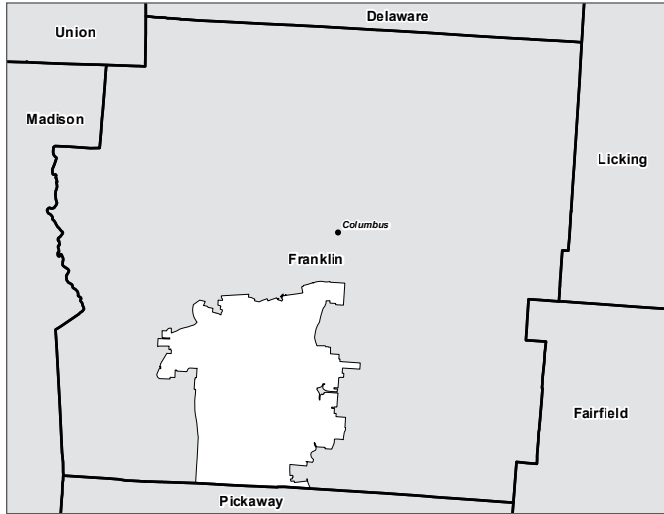 Delaware
Union
Madison
Licking
Columbus
Franklin
Fairfield
Pickaway